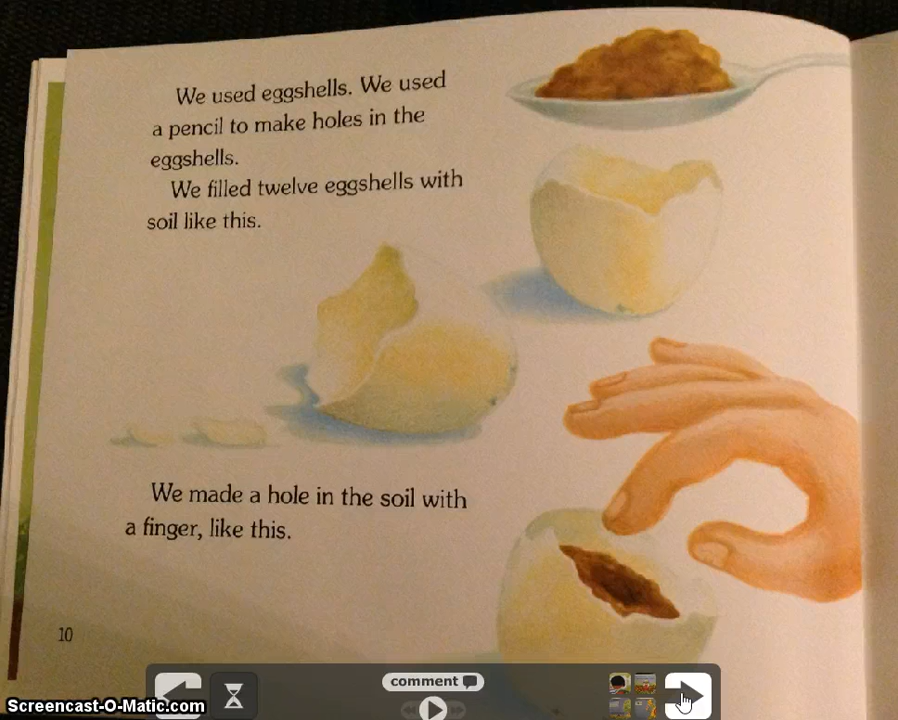 We used eggshells. We used
a pencil to make holes in the
eggshells.
We filled twelve eggshells with
soil like this.
We made a hole in the soil with
a finger, like this.
10
comment
Screencast-O-Matic.com